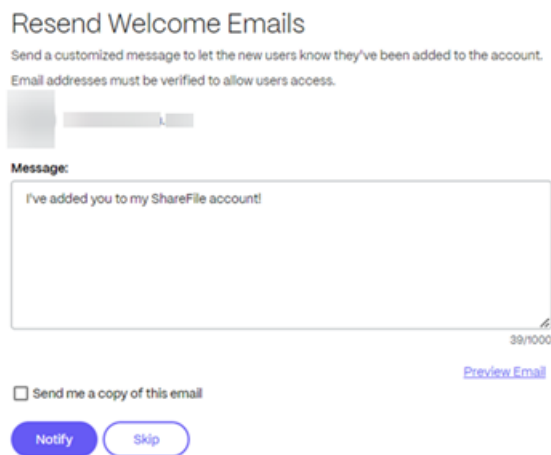 Resend Welcome Emails
Send a customized message to let the new users know they've been added to the account.
Email addresses must be verified to allow users access.
Message:
I've added you to my ShareFile account!
39/1000
Preview Email
Send me a copy of this email
Notify
Skip